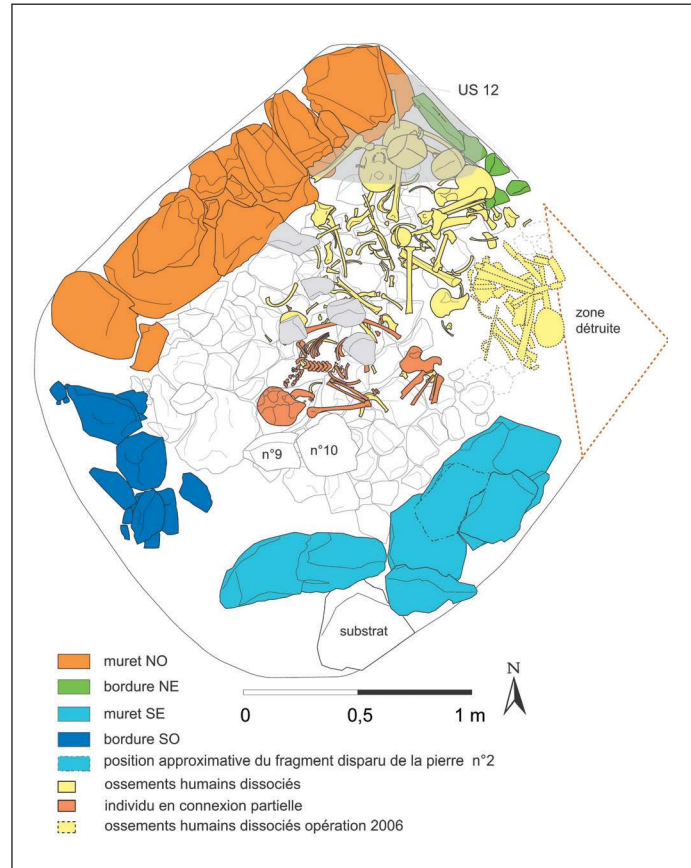 US 12
zone
détruite
n°9
n°10
substrat
muret NO
bordure NE
muret SE
bordure SO
position approximative du fragment disparu de la pierre n°2
ossements humains dissociés
individu en connexion partielle
ossements humains dissociés opération 2006
N
0
0,5
1 m